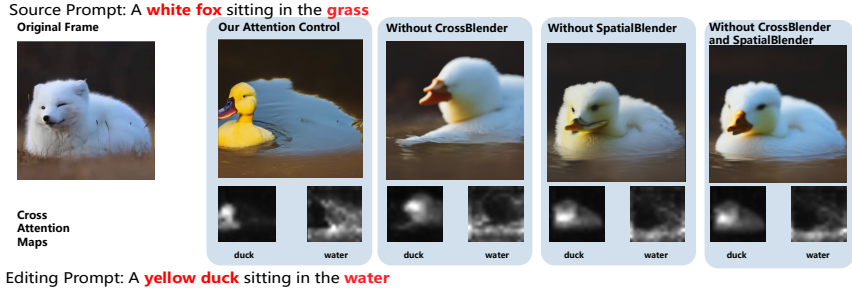 Source Prompt: A white fox sitting in the grass
Original Frame
Our Attention Control
Without CrossBlender
Without SpatialBlender
Without CrossBlender
and SpatialBlender
Cross
Attention
Maps
duck
water
duck
water
duck
water
duck
water
Editing Prompt: A yellow duck sitting in the water